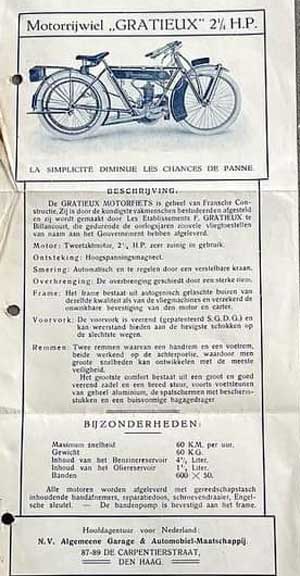 Motorrijwiel „GRATIEUX" 2¼ H.P.
LA SIMPLICITÉ DIMINUE LES CHANCES DE PANNE.
BESCHRIJVING.
De GRATIEUX MOTORFIETS is geheel van Fransche Con-
structie. Zij is door de kundigste vakmenschen bestudeerd en afgesteld
en zij wordt gemaakt door Les Etablissements F. GRATIEUX te
Billancourt, die gedurende de oorlogsjaren zoovele vliegtoestellen
van naam aan het Gouvernement hebben afgeleverd.
Motor: Tweetaktmotor, 2¼ H.P. zeer zuinig in gebruik.
Ontsteking: Hoogspanningsmagneet.
Smering: Automatisch en te regelen door een verstelbare kraan.
Overbrenging: De overbrenging geschiedt door een sterke riem.
Frame: Het frame bestaat uit autogenisch gelaschte buizen van
dezelfde kwaliteit als van de vliegmachines en verzekerd de
onwrikbare bevestiging van den motor en carter.
Voorvork: De voorvork is veerend (gepatenteerd S.G.D.G.) en
kan weerstand bieden aan de hevigste schokken op
de slechtste wegen.
Remmen: Twee remmen waarvan een handrem en een voetrem,
beide werkend op de achterpoelie, waardoor men
groote snelheden kan ontwikkelen met de meeste
veiligheid.
Het grootste comfort bestaat uit een groot en goed
veerend zadel en een breed stuur, voorts voetsteunen
van geheel aluminium, de spatschermen met beschermi-
stukken en een buisvormige bagagedrager
BIJZONDERHEDEN:
Maximum snelheid 60 K.M. per uur.
Gewicht 60 K.G.
Inhoud van het Benzinereservoir 4½ Liter.
Inhoud van het Oliereservoir 1¼ Liter.
Banden 600 × 50.
Alle motoren worden afgeleverd met gereedschapstasch
inhoudende bandafnemers, reparatiedoos, schroevendraaier, Engel-
sche sleutel. — De bandenpomp is bevestigd aan het frame.
Hoofdagentuur voor Nederland:
N.V. Algemeene Garage & Automobiel-Maatschappij.
87-89 DE CARPENTIERSTRAAT,
DEN HAAG.